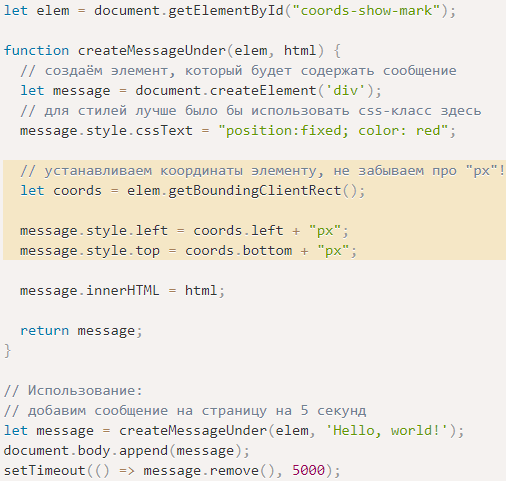 let elem = document.getElementById("coords-show-mark");
function createMessageUnder(elem, html) {
// создаём элемент, который будет содержать сообщение
let message = document.createElement('div');
// для стилей лучше было бы использовать css-класс здесь
message.style.cssText = "position:fixed; color: red";
// устанавливаем координаты элементу, не забываем про "px"!
let coords = elem.getBoundingClientRect();
message.style.left = coords.left + "px";
message.style.top = coords.bottom + "px";
message.innerHTML = html;
return message;
}
// Использование:
// добавим сообщение на страницу на 5 секунд
let message = createMessageUnder(elem, 'Hello, world!');
document.body.append(message);
setTimeout(() => message.remove(), 5000);